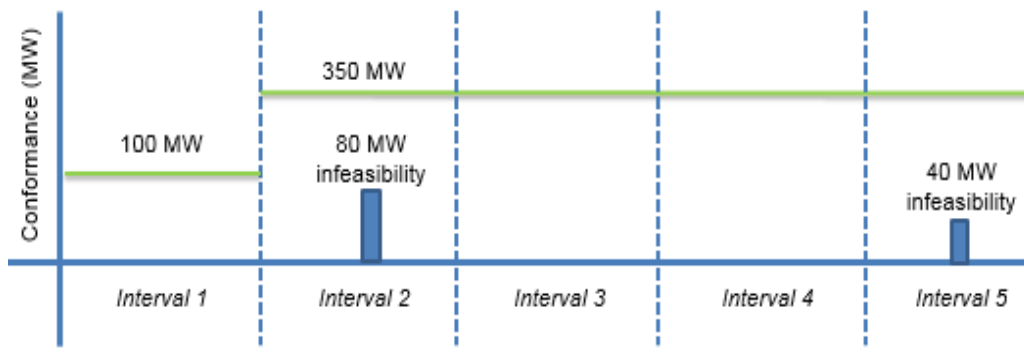 Conformance (MW)
350 MW
100 MW
80 MW
infeasibility
40 MW
infeasibility
Interval 1
Interval 2
Interval 3
Interval 4
Interval 5